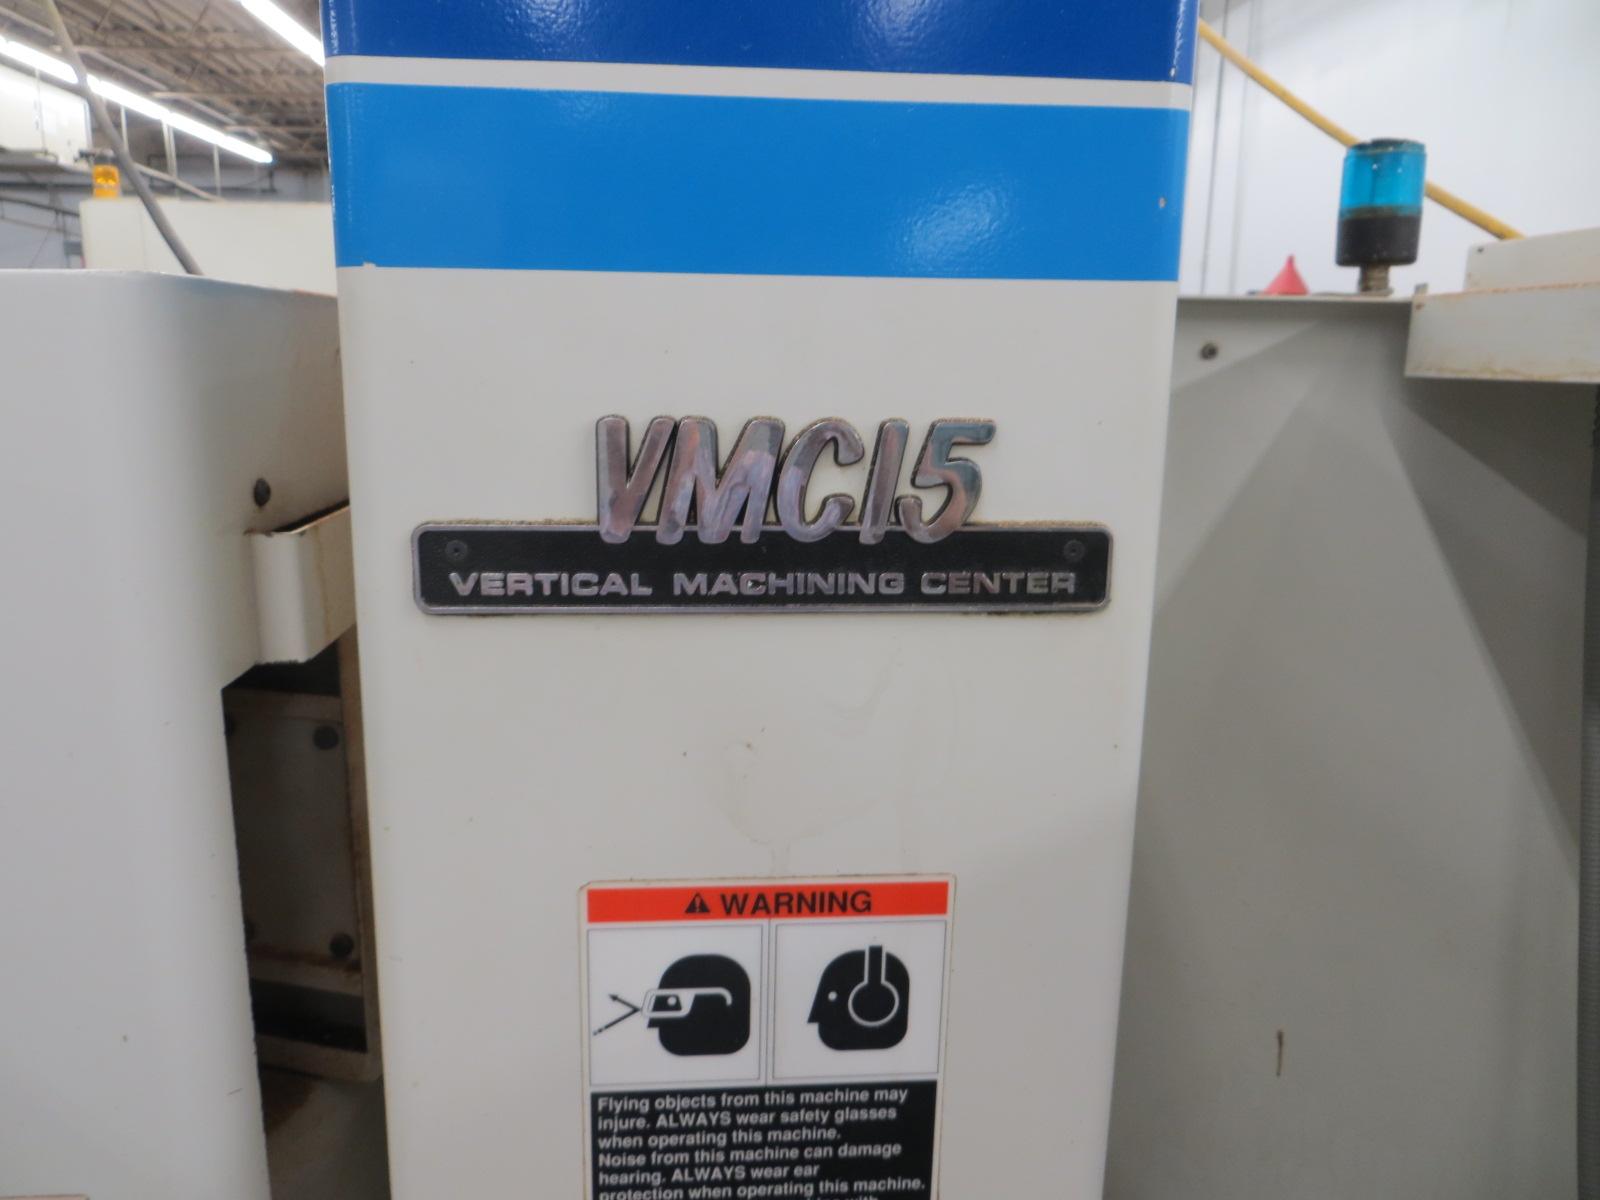 VMC15
VERTICAL MACHINING CENTER
WARNING
Flying objects from this machine may
injure. ALWAYS wear safety glasses
when operating this machine.
Noise from this machine can damage
hearing. ALWAYS wear ear
protection when operating this machine.
with